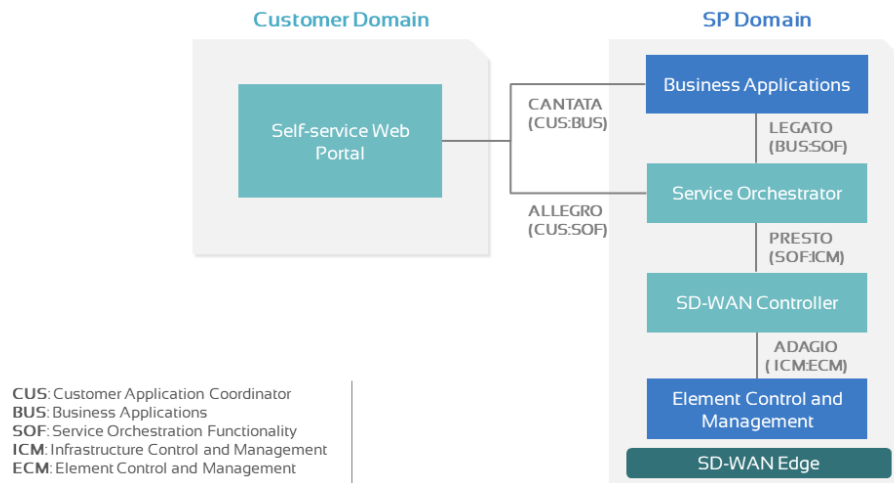 Customer Domain
SP Domain
Self-service Web
Portal
CANTATA
(CUS:BUS)
ALLEGRO
(CUS:SOF)
Business Applications
LEGATO
(BUS:SOF)
Service Orchestrator
PRESTO
(SOF:ICM)
SD-WAN Controller
ADAGIO
( ICM:ECM)
Element Control and
Management
SD-WAN Edge
CUS: Customer Application Coordinator
BUS: Business Applications
SOF: Service Orchestration Functionality
ICM: Infrastructure Control and Management
ECM: Element Control and Management